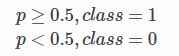 p ≥ 0.5, class = 1
p < 0.5, class = 0